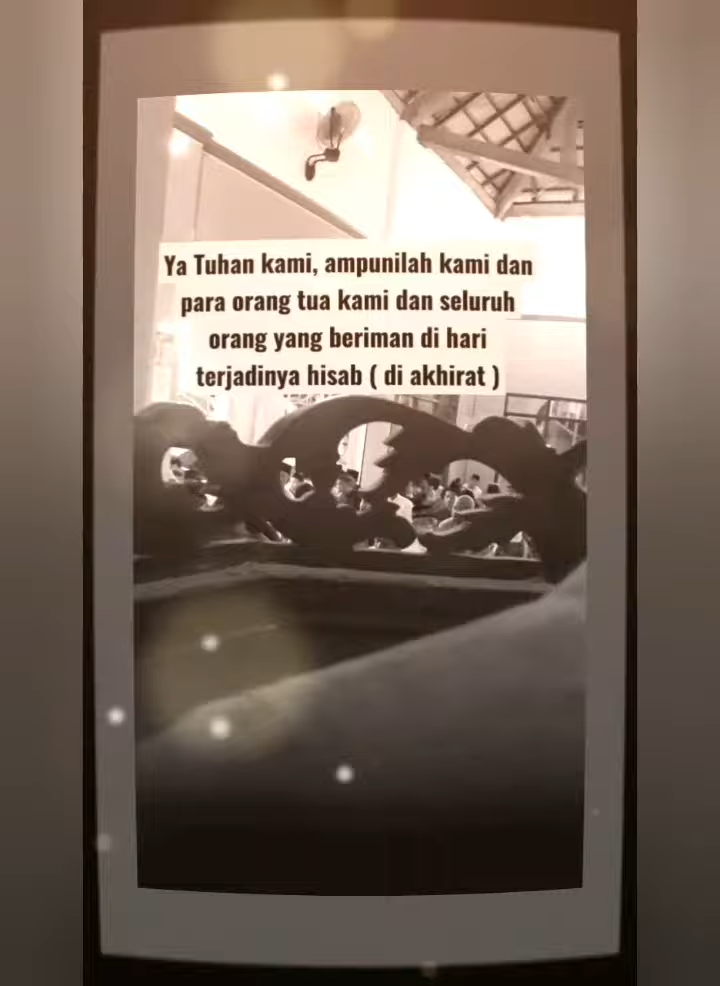 Ya Tuhan kami, ampunilah kami dan
para orang tua kami dan seluruh
orang yang beriman di hari
terjadinya hisab ( di akhirat )